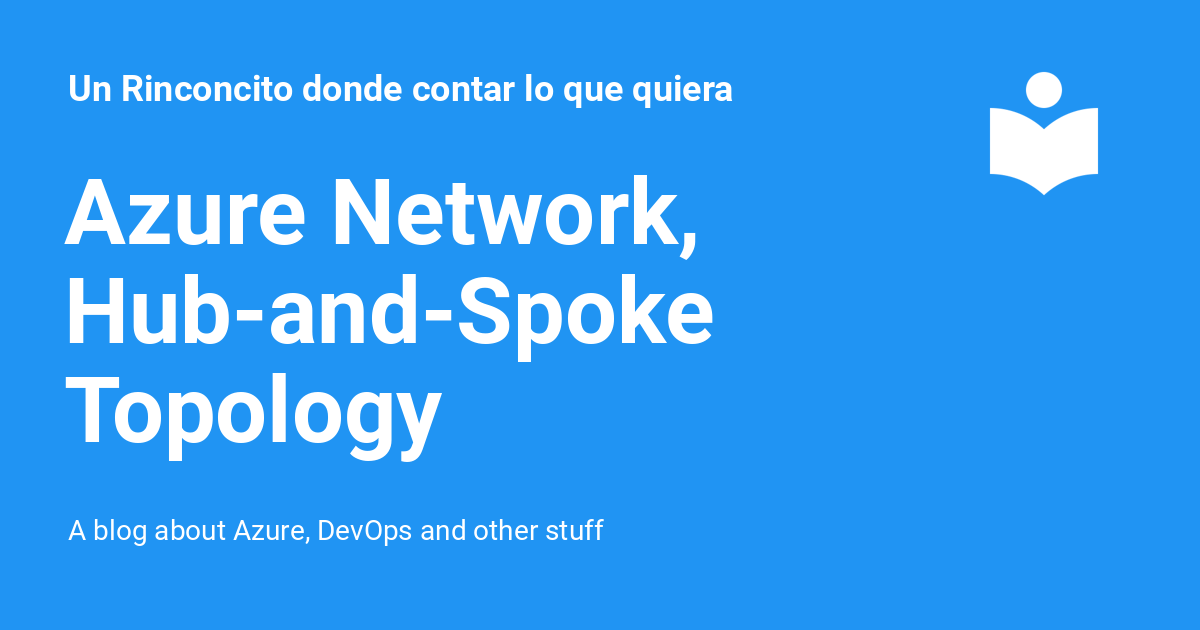 Un Rinconcito donde contar lo que quiera
Azure Network,
Hub-and-Spoke
Topology
A blog about Azure, DevOps and other stuff